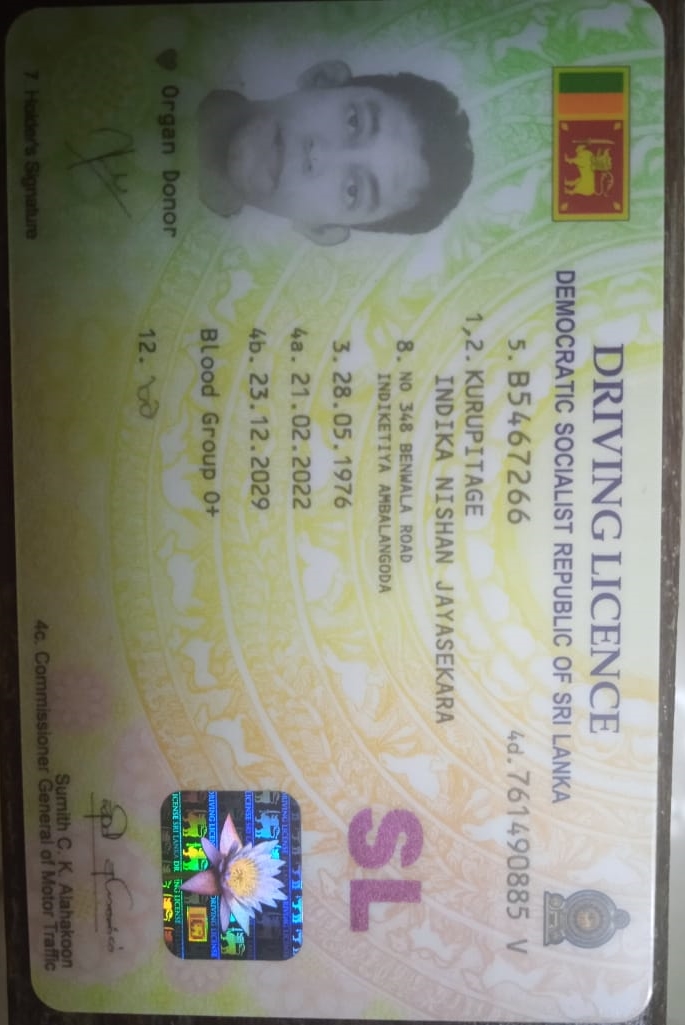 DRIVING LICENCE
DEMOCRATIC SOCIALIST REPUBLIC OF SRI LANKA
5. B5467266
4d. 761490885 V
1,2. KURUPITAGE
INDIKA NISHAN JAYASEKARA
8. NO 348 BENWALA ROAD
INDIKETIYA AMBALANGODA
3. 28.05.1976
4a. 21.02.2022
4b. 23.12.2029
Blood Group O+
Organ Donor
12.
SL
DRIVING LICENSE
LICENSE SRI LANKA
DRIVING LICENSE
Sumith C. K. Alahakoon
4c. Commissioner General of Motor Traffic
7 Holder's Signature